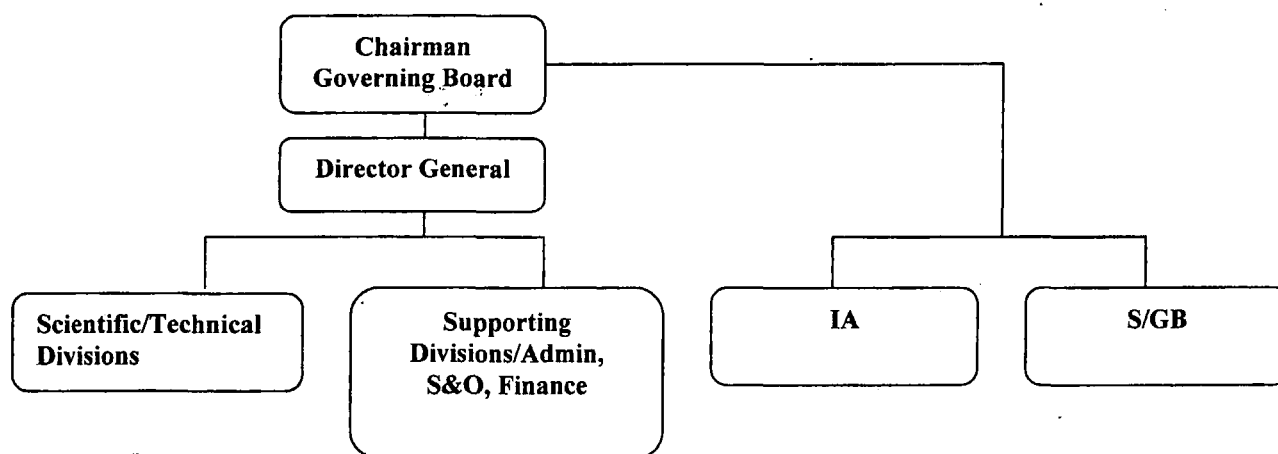 Chairman
Governing Board
Director General
Scientific/Technical
Divisions
Supporting
Divisions/Admin,
S&O, Finance
IA
S/GB